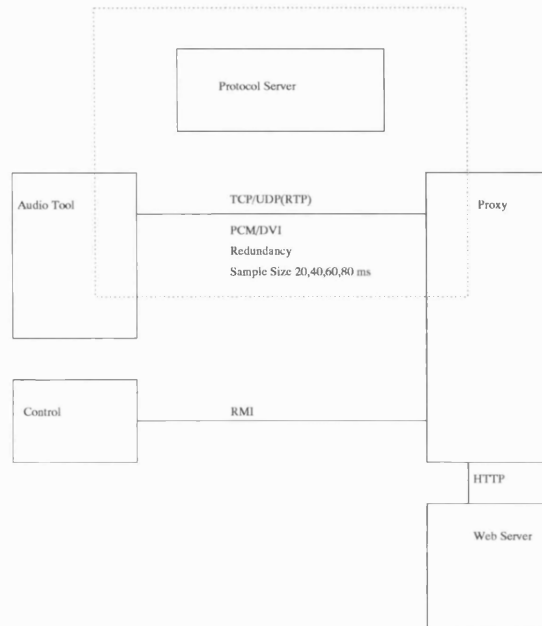 Protocol Server
Audio Tool
TCP/UDP(RTP)
Proxy
PCM/DVI
Redundancy
Sample Size 20,40,60,80 ms
Control
RMI
HTTP
Web Server